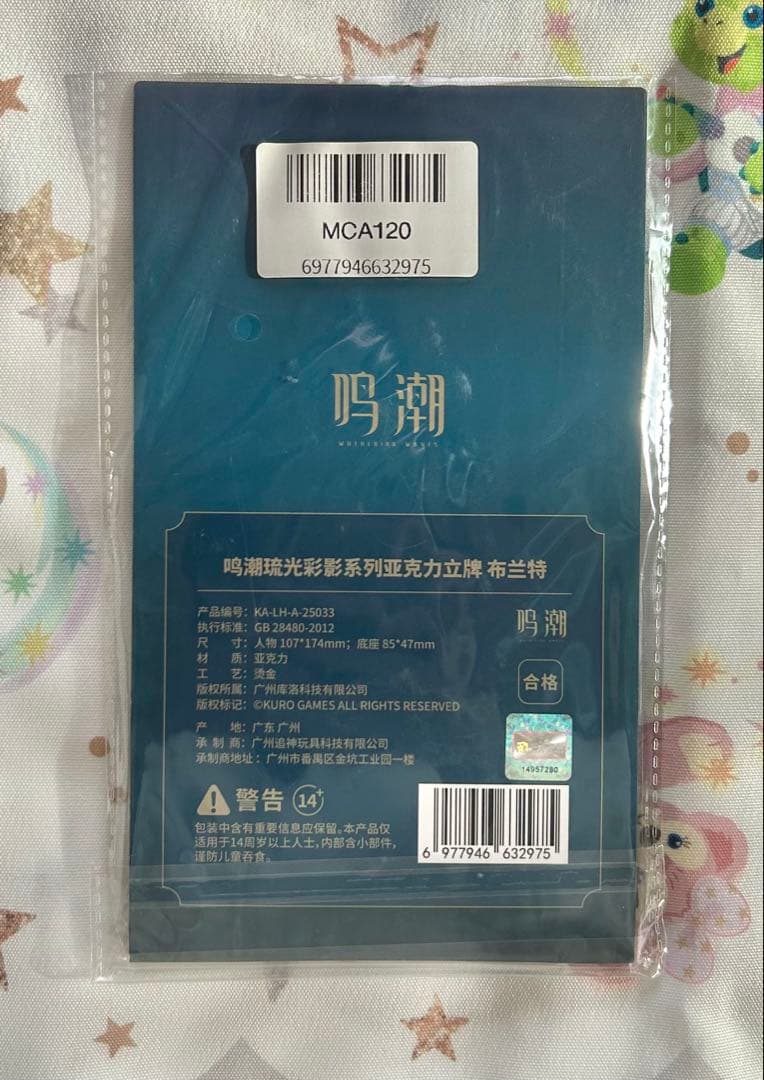 MCA120
6977946632975
鸣潮
WUTHERING WAVES
鸣潮琉光彩影系列亚克力立牌 布兰特
产品编号：KA-LH-A-25033
执行标准：GB 28480-2012
尺 寸：人物 107*174mm；底座 85*47mm
材 质：亚克力
工 艺：烫金
版权所属：广州库洛科技有限公司
版权标记：©KURO GAMES ALL RIGHTS RESERVED
鸣潮
合格
产 地：广东 广州
承 制 商：广州追神玩具科技有限公司
承制商地址：广州市番禺区金坑工业园一楼
14957280
警告 14+
包装中含有重要信息应保留。本产品仅
适用于14周岁以上人士，内部含小部件，
谨防儿童吞食。
6 977946 632975